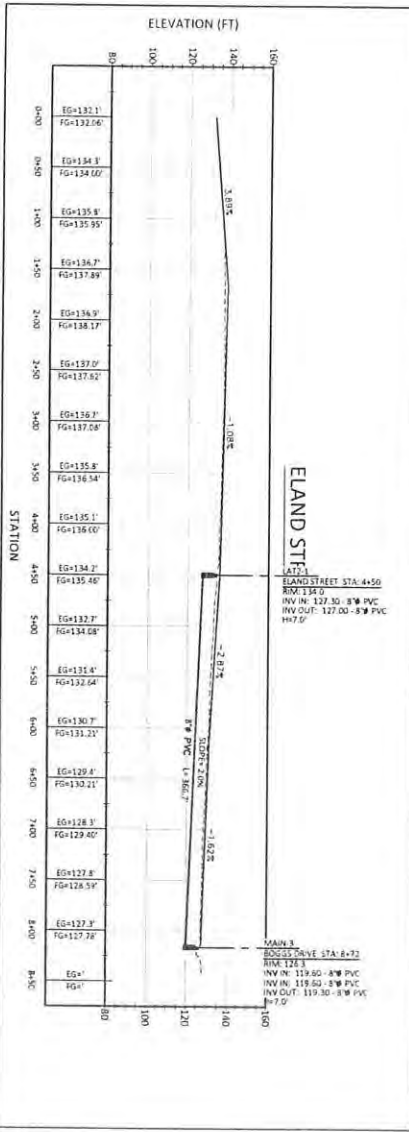 ELEVATION (FT)
160
140
120
100
80
160
140
120
100
80
3.89%
-1.08%
-2.87%
-1.62%
8"Ø PVC L=366.7'
SLOPE=2.0%
ELAND STR
LAT2-1
ELAND STREET STA: 4+50
RIM: 134.0
INV IN: 127.30 - 8"Ø PVC
INV OUT: 127.00 - 8"Ø PVC
H=7.0'
MAIN-3
BOGGS DRIVE STA: 8+72
RIM: 126.3
INV IN: 119.60 - 8"Ø PVC
INV IN: 119.60 - 8"Ø PVC
INV OUT: 119.30 - 8"Ø PVC
H=7.0'
EG=132.1'
FG=132.06'
0+00
EG=134.3'
FG=134.00'
0+50
EG=135.8'
FG=135.95'
1+00
EG=136.7'
FG=137.89'
1+50
EG=136.9'
FG=138.17'
2+00
EG=137.0'
FG=137.62'
2+50
EG=136.7'
FG=137.08'
3+00
EG=135.8'
FG=136.54'
3+50
EG=135.1'
FG=136.00'
4+00
EG=134.2'
FG=135.46'
4+50
EG=132.7'
FG=134.08'
5+00
EG=131.4'
FG=132.64'
5+50
EG=130.7'
FG=131.21'
6+00
EG=129.4'
FG=130.21'
6+50
EG=128.3'
FG=129.40'
7+00
EG=127.8'
FG=128.59'
7+50
EG=127.3'
FG=127.78'
8+00
EG='
FG='
8+50
STATION